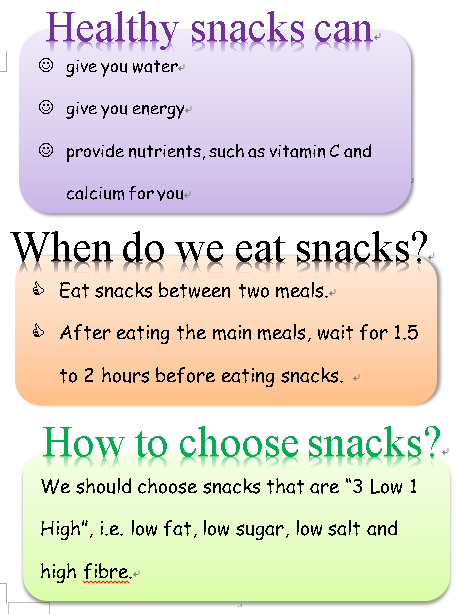 Healthy snacks can
☺ give you water
☺ give you energy
☺ provide nutrients, such as vitamin C and
calcium for you
When do we eat snacks?
👍 Eat snacks between two meals.
👍 After eating the main meals, wait for 1.5
to 2 hours before eating snacks.
How to choose snacks?
We should choose snacks that are “3 Low 1
High”, i.e. low fat, low sugar, low salt and
high fibre.